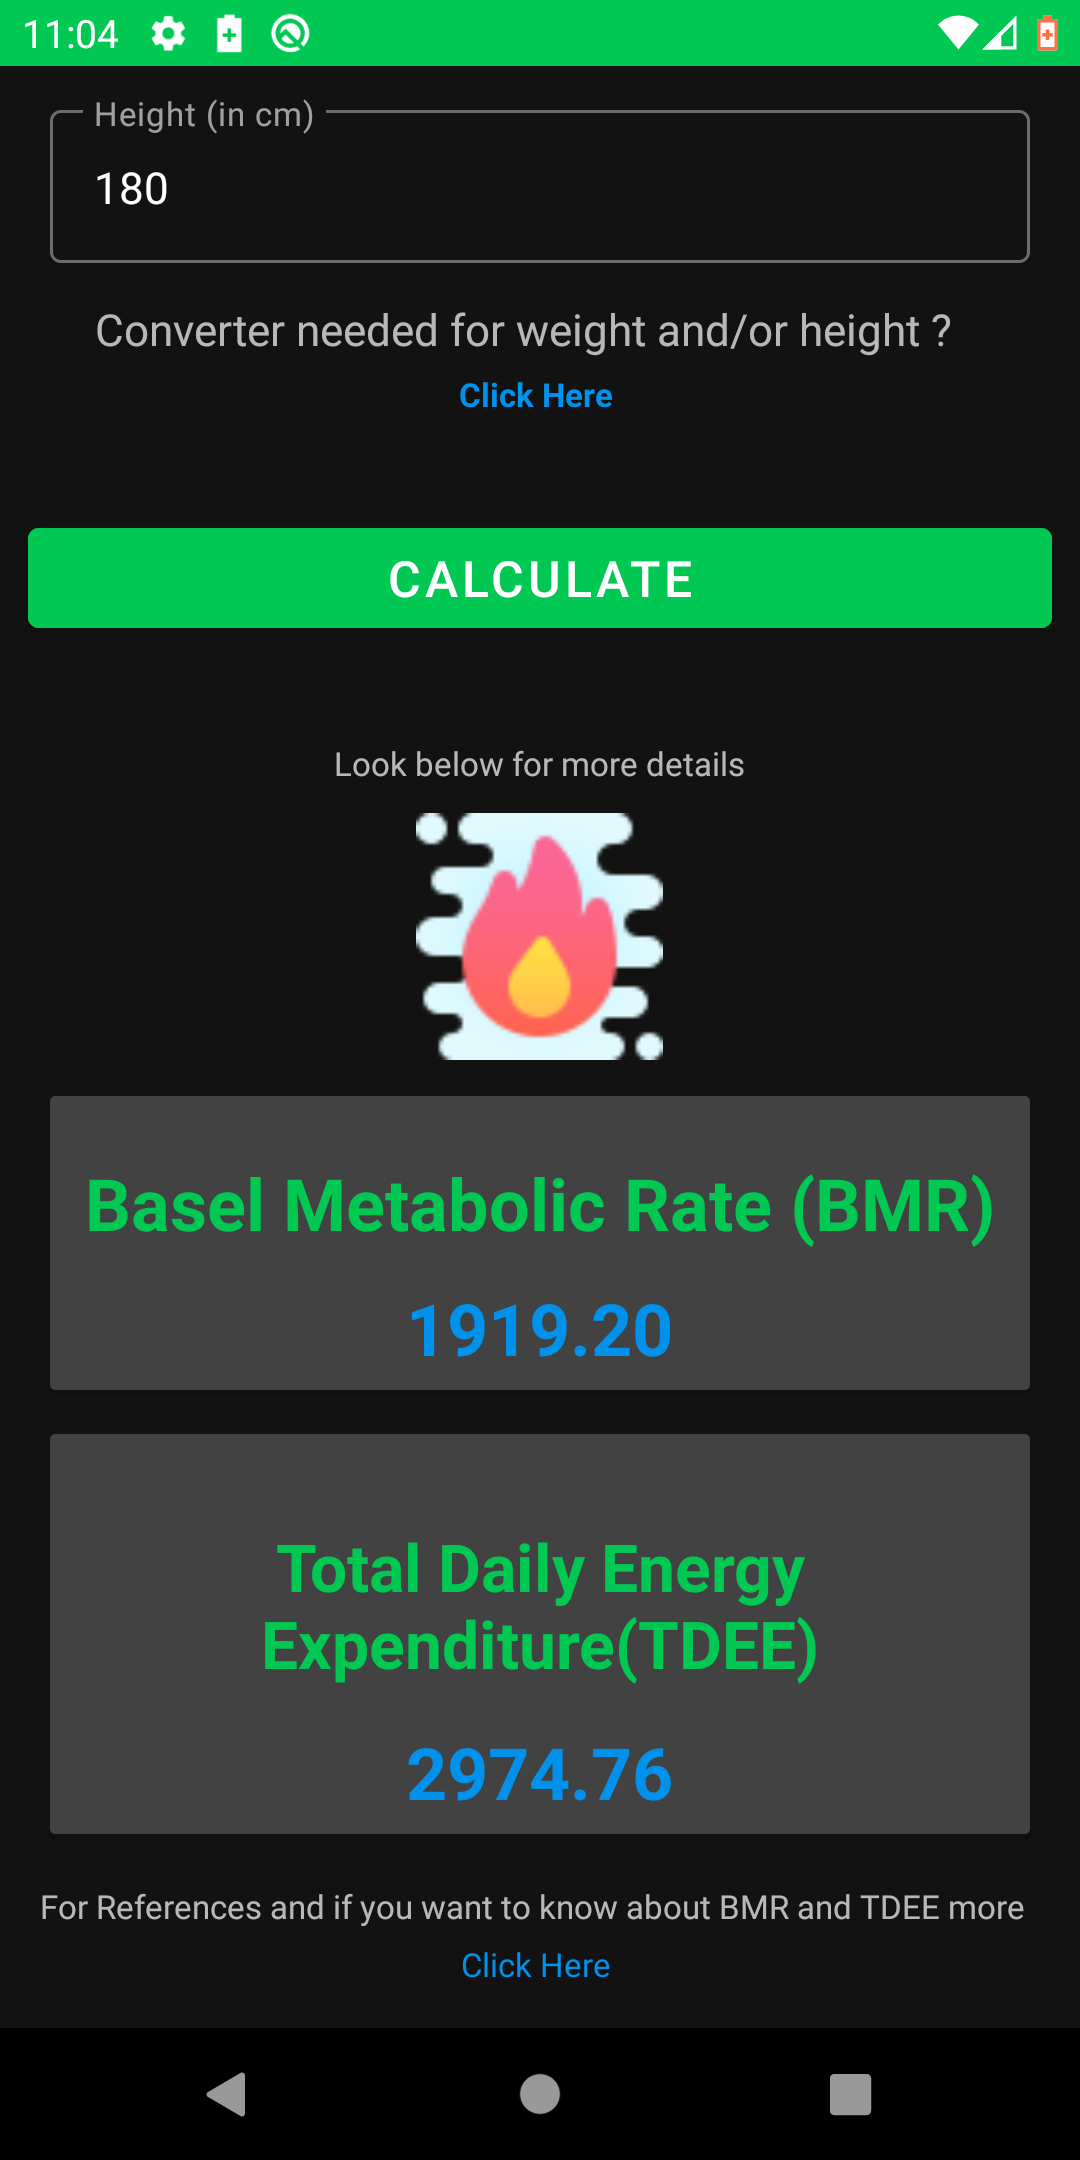 11:04
Height (in cm)
180
Converter needed for weight and/or height ?
Click Here
CALCULATE
Look below for more details
Basel Metabolic Rate (BMR)
1919.20
Total Daily Energy
Expenditure(TDEE)
2974.76
For References and if you want to know about BMR and TDEE more
Click Here